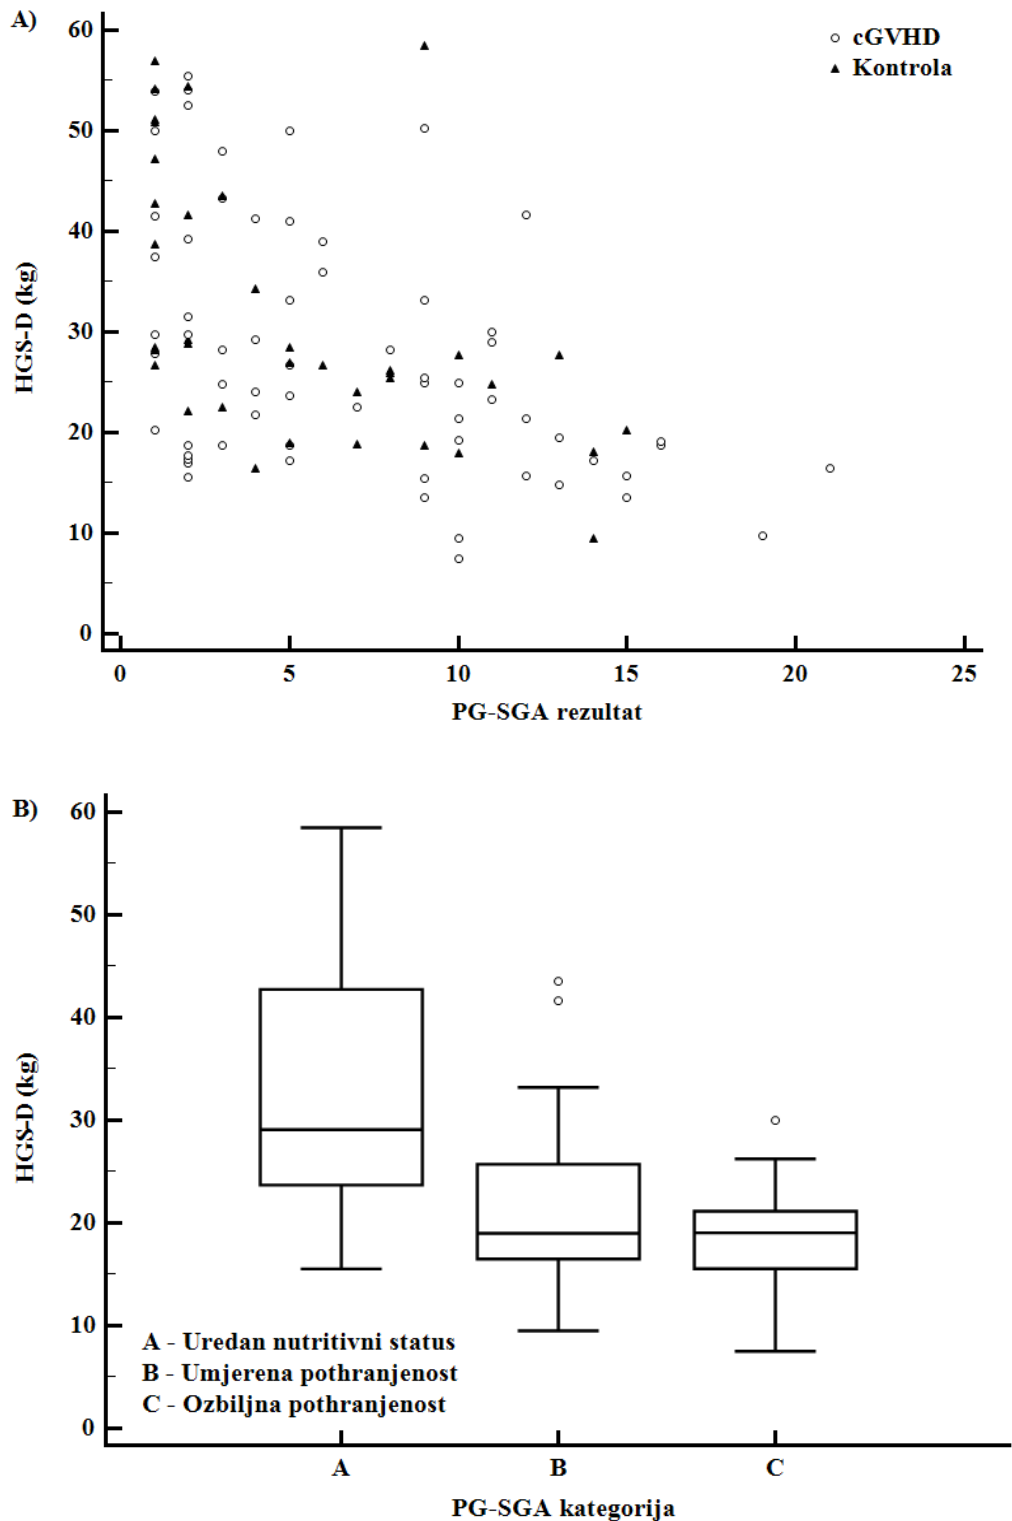 A)
cGVHD
Kontrola
60
50
40
30
20
10
0
HGS-D (kg)
0 5 10 15 20 25
PG-SGA rezultat
B)
60
50
40
30
20
10
0
HGS-D (kg)
A - Uredan nutritivni status
B - Umjerena pothranjenost
C - Ozbiljna pothranjenost
A B C
PG-SGA kategorija